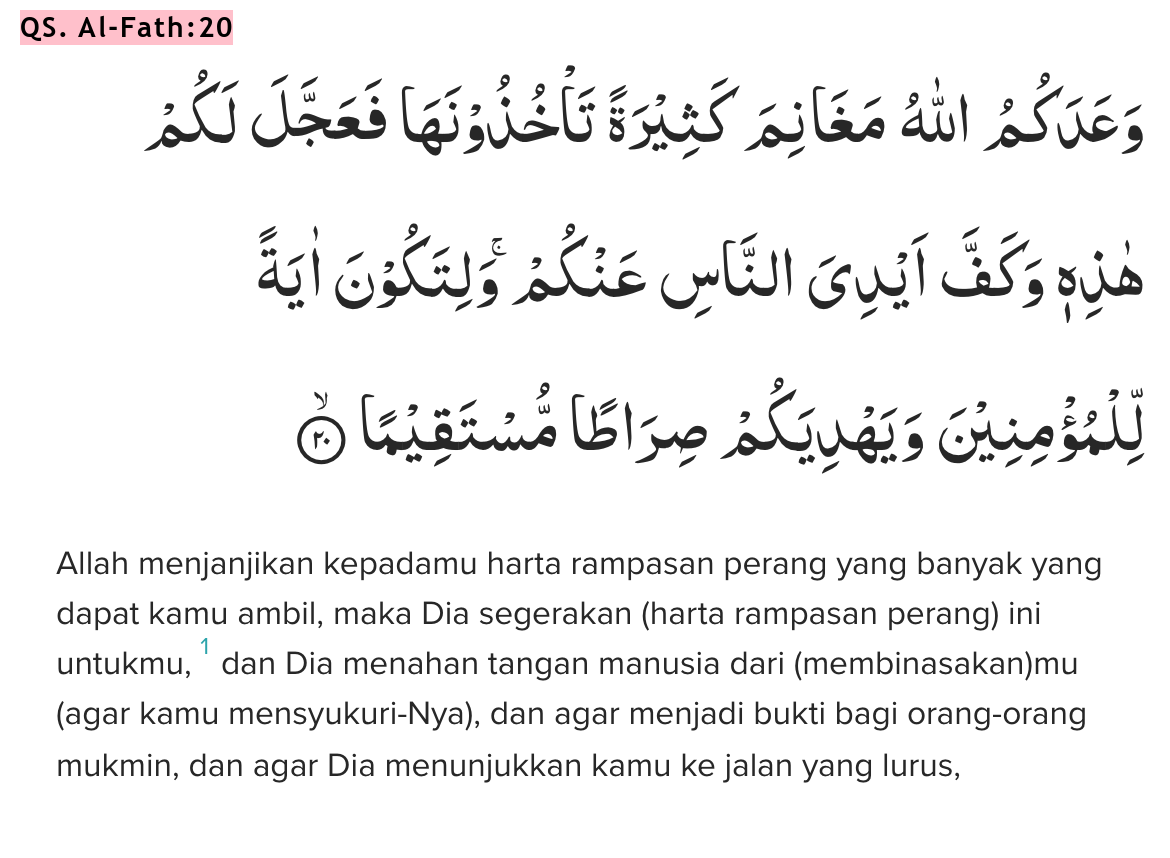 QS. Al-Fath:20
وَعَدَكُمُ اللّٰهُ مَغَانِمَ كَثِيْرَةً تَأْخُذُوْنَهَا فَعَجَّلَ لَكُمْ
هٰذِهٖ وَكَفَّ اَيْدِيَ النَّاسِ عَنْكُمْۚ وَلِتَكُوْنَ اٰيَةً
لِّلْمُؤْمِنِيْنَ وَيَهْدِيَكُمْ صِرَاطًا مُّسْتَقِيْمًاۙ ٢٠
Allah menjanjikan kepadamu harta rampasan perang yang banyak yang
dapat kamu ambil, maka Dia segerakan (harta rampasan perang) ini
untukmu, 1 dan Dia menahan tangan manusia dari (membinasakan)mu
(agar kamu mensyukuri-Nya), dan agar menjadi bukti bagi orang-orang
mukmin, dan agar Dia menunjukkan kamu ke jalan yang lurus,